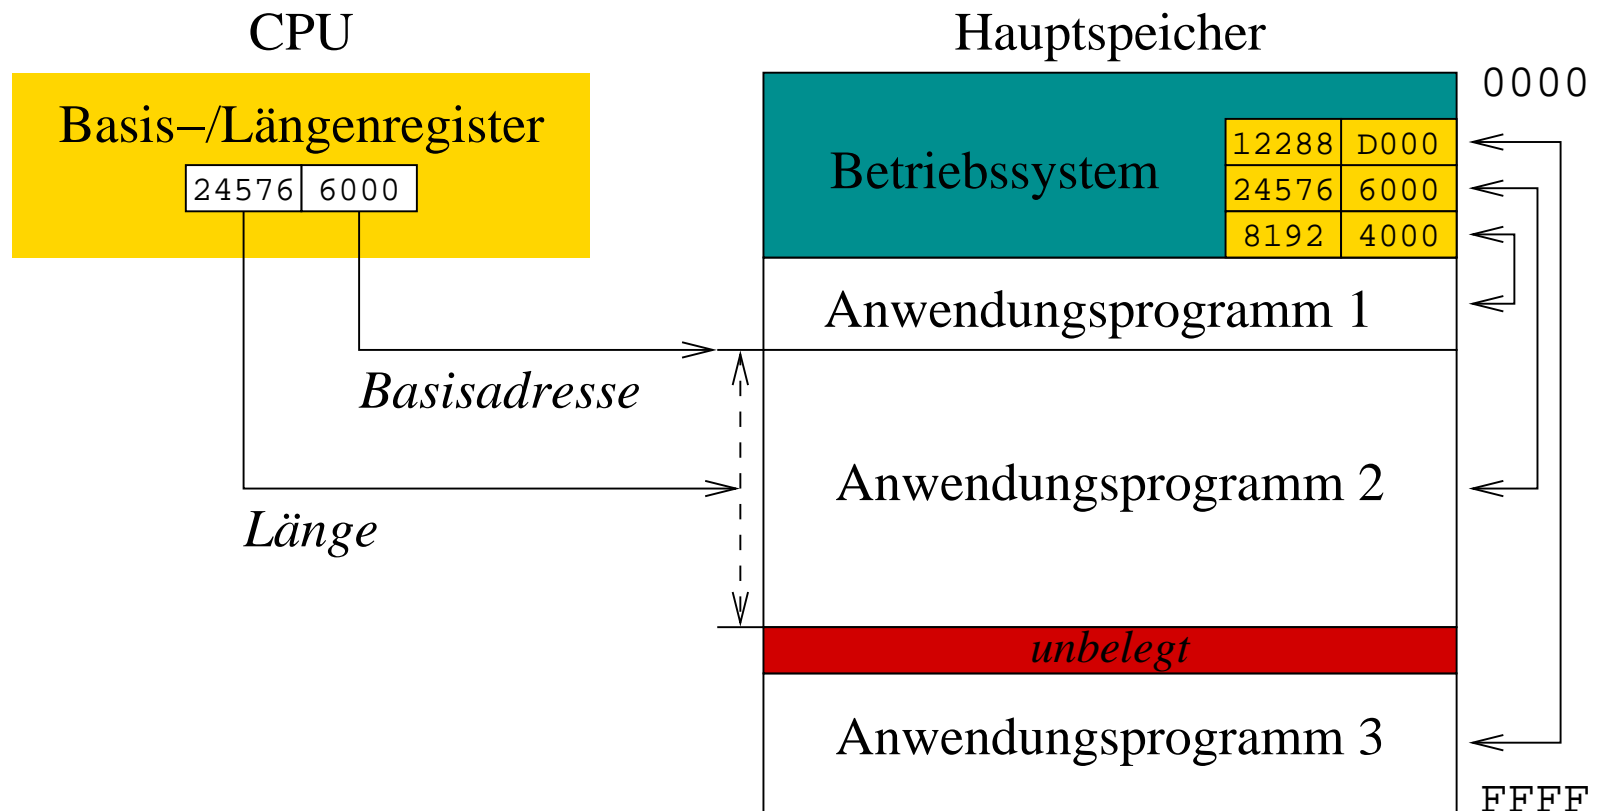 CPU
Hauptspeicher
0000
Basis–/Längenregister
24576 6000
Betriebssystem
12288 D000
24576 6000
8192 4000
Anwendungsprogramm 1
Basisadresse
Anwendungsprogramm 2
Länge
unbelegt
Anwendungsprogramm 3
FFFF